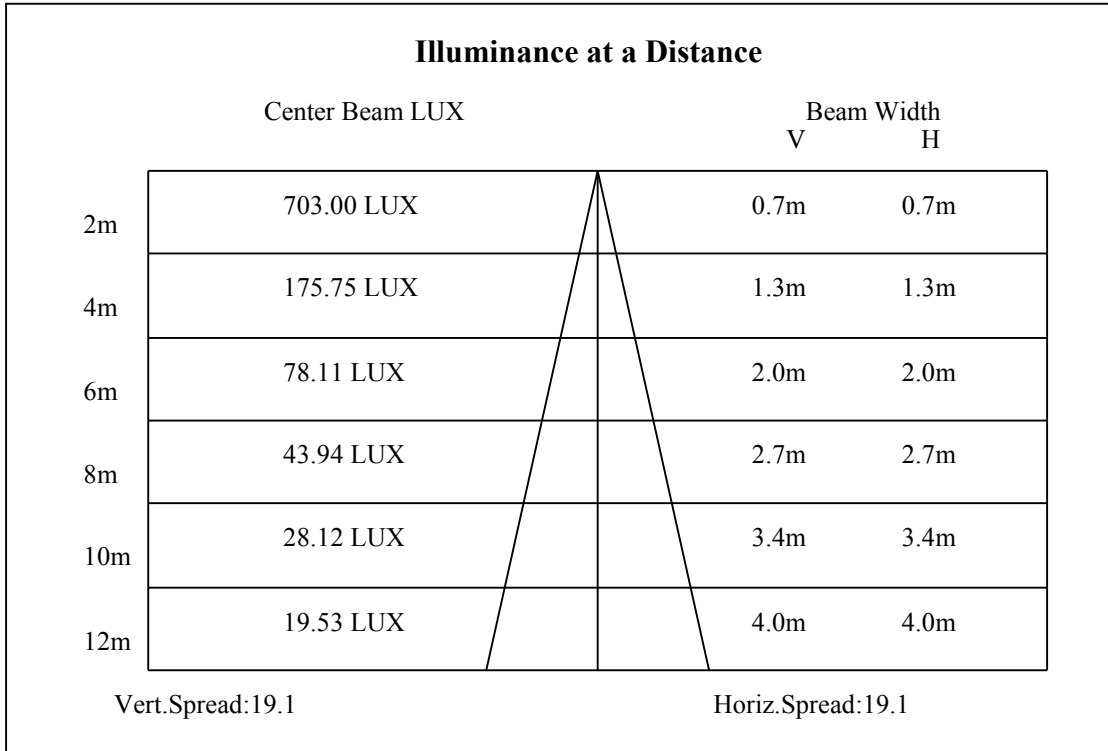 Illuminance at a Distance
Center Beam LUX Beam Width
V H
2m 703.00 LUX 0.7m 0.7m
4m 175.75 LUX 1.3m 1.3m
6m 78.11 LUX 2.0m 2.0m
8m 43.94 LUX 2.7m 2.7m
10m 28.12 LUX 3.4m 3.4m
12m 19.53 LUX 4.0m 4.0m
Vert.Spread:19.1 Horiz.Spread:19.1